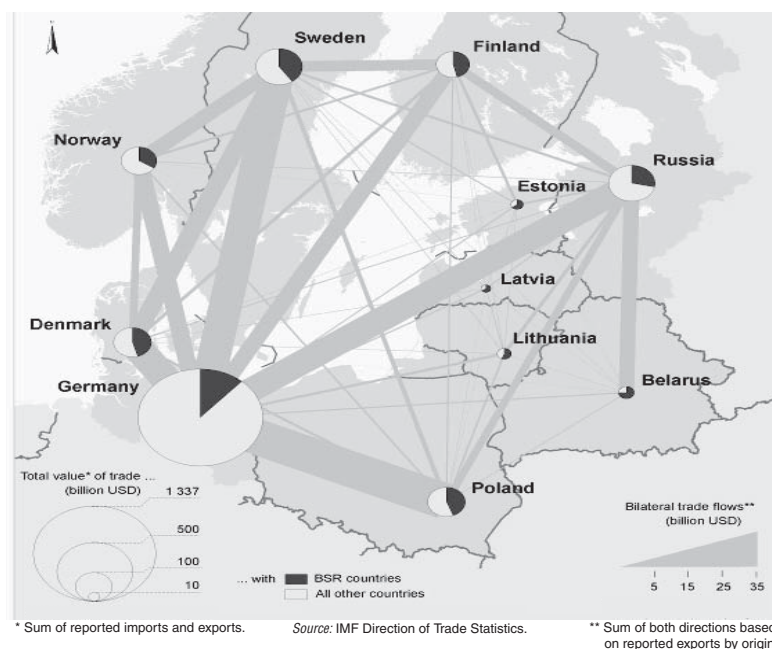 Sweden
Finland
Norway
Russia
Estonia
Latvia
Denmark
Lithuania
Germany
Belarus
Poland
Total value* of trade ...
(billion USD)
1 337
500
100
10
... with
BSR countries
All other countries
Bilateral trade flows**
(billion USD)
5 15 25 35
* Sum of reported imports and exports.
Source: IMF Direction of Trade Statistics.
** Sum of both directions based
on reported exports by origin